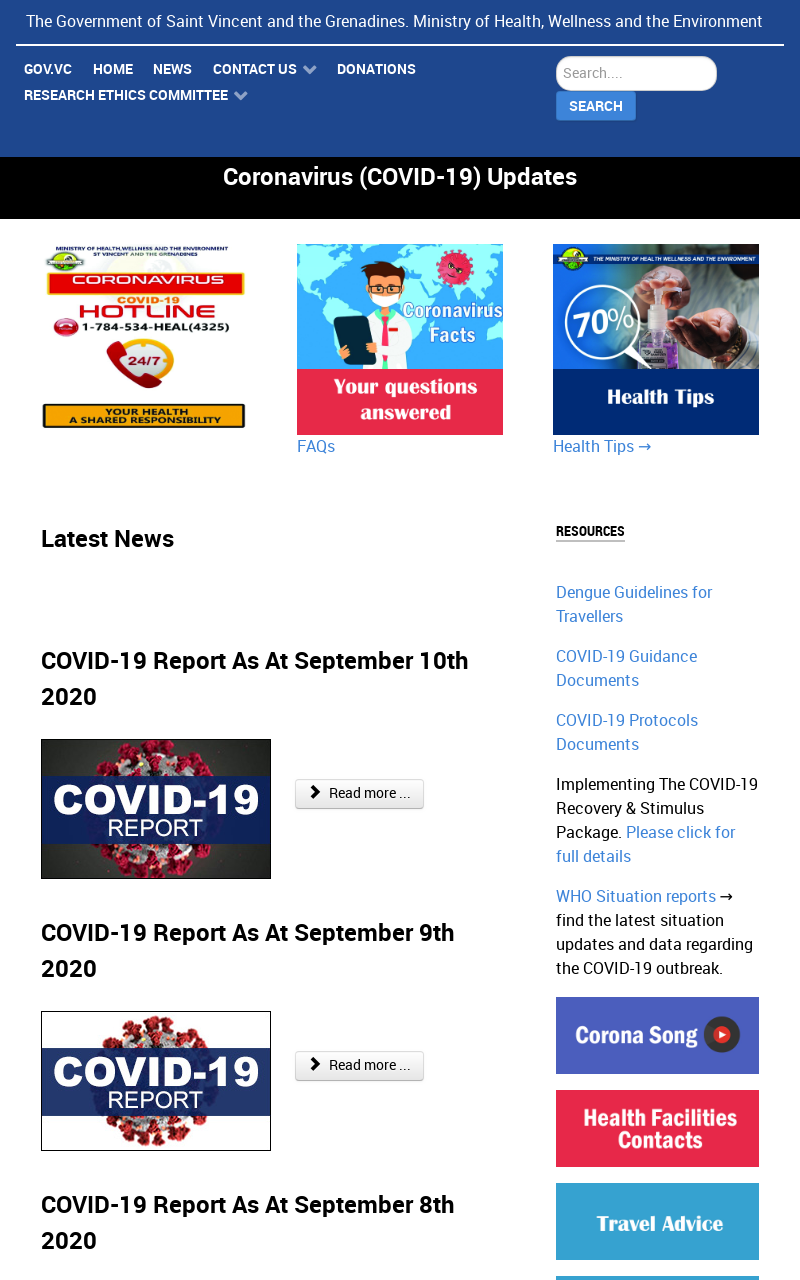 The Government of Saint Vincent and the Grenadines. Ministry of Health, Wellness and the Environment
GOV.VC HOME NEWS CONTACT US DONATIONS
RESEARCH ETHICS COMMITTEE
Search....
SEARCH
Coronavirus (COVID-19) Updates
MINISTRY OF HEALTH,WELLNESS AND THE ENVIRONMENT
ST VINCENT AND THE GRENADINES
CORONAVIRUS
COVID-19
HOTLINE
1-784-534-HEAL(4325)
24/7
YOUR HEALTH
A SHARED RESPONSIBILITY
Coronavirus
Facts
Your questions
answered
FAQs
THE MINISTRY OF HEALTH WELLNESS AND THE ENVIRONMENT
70%
Health Tips
Health Tips →
Latest News
COVID-19 Report As At September 10th
2020
COVID-19
REPORT
Read more ...
COVID-19 Report As At September 9th
2020
COVID-19
REPORT
Read more ...
COVID-19 Report As At September 8th
2020
RESOURCES
Dengue Guidelines for
Travellers
COVID-19 Guidance
Documents
COVID-19 Protocols
Documents
Implementing The COVID-19
Recovery & Stimulus
Package. Please click for
full details
WHO Situation reports →
find the latest situation
updates and data regarding
the COVID-19 outbreak.
Corona Song
Health Facilities
Contacts
Travel Advice